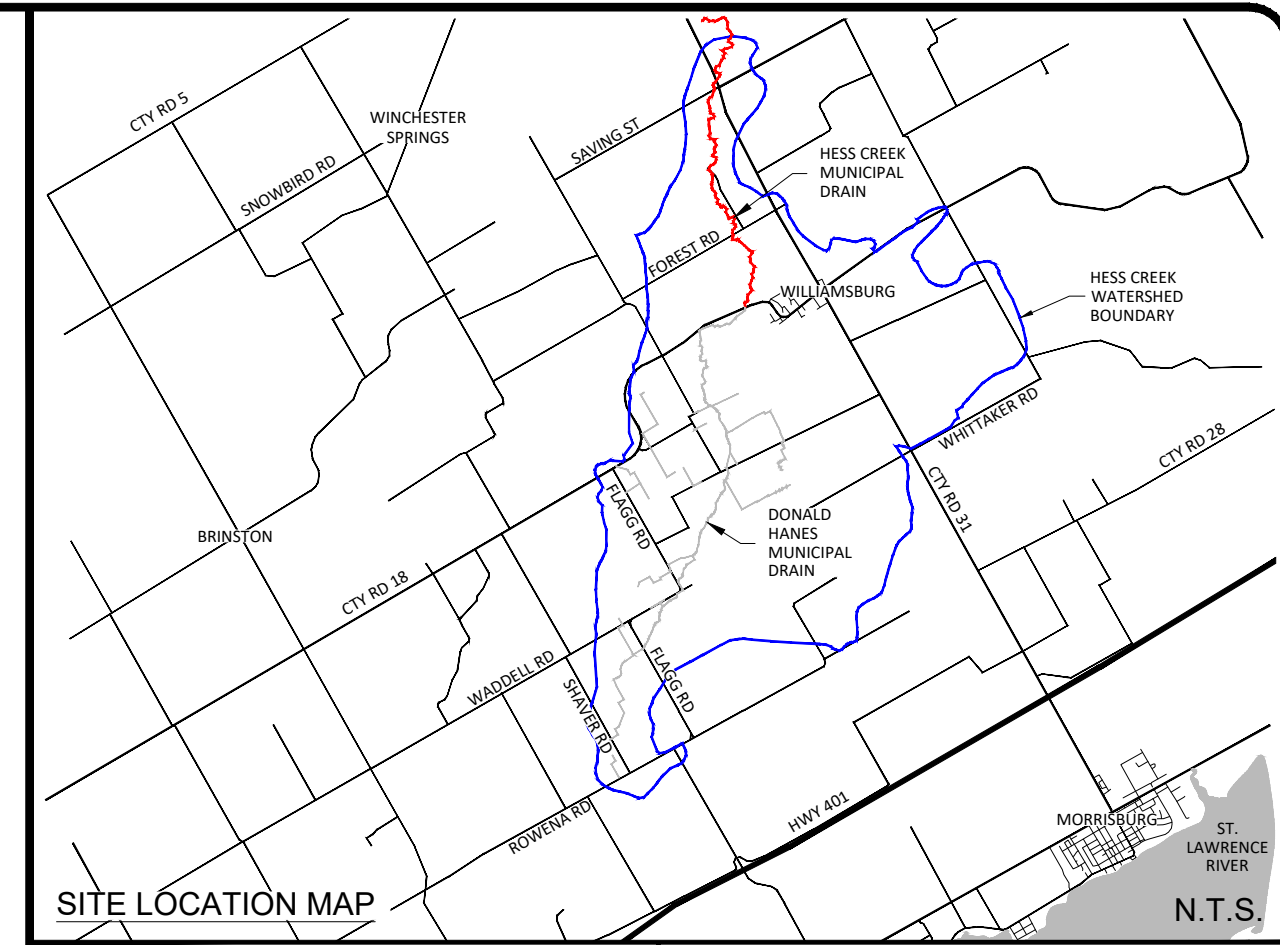 CTY RD 5
WINCHESTER
SPRINGS
SAVING ST
SNOWBIRD RD
HESS CREEK
MUNICIPAL
DRAIN
FOREST RD
WILLIAMSBURG
HESS CREEK
WATERSHED
BOUNDARY
WHITTAKER RD
CTY RD 28
CTY RD 31
FLAGG RD
DONALD
HANES
MUNICIPAL
DRAIN
BRINSTON
CTY RD 18
WADDELL RD
FLAGG RD
SHAVER RD
ROWENA RD
HWY 401
MORRISBURG
ST.
LAWRENCE
RIVER
SITE LOCATION MAP
N.T.S.